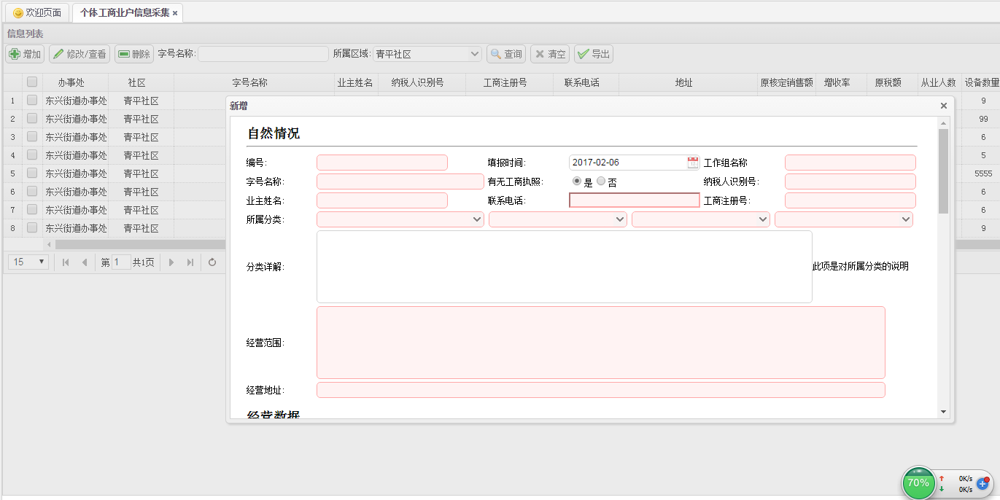 欢迎页面 个体工商业户信息采集 ×
信息列表
增加 修改/查看 删除 字号名称: 所属区域: 青平社区 查询 清空 导出
办事处 社区 字号名称 业主姓名 纳税人识别号 工商注册号 联系电话 地址 原核定销售额 增收率 原税额 从业人数 设备数量
1 东兴街道办事处 青平社区 9
2 东兴街道办事处 青平社区 99
3 东兴街道办事处 青平社区 6
4 东兴街道办事处 青平社区 5
5 东兴街道办事处 青平社区 5555
6 东兴街道办事处 青平社区 6
7 东兴街道办事处 青平社区 6
8 东兴街道办事处 青平社区 9
15 第 1 共1页
新增
自然情况
编号: 填报时间: 2017-02-06 工作组名称
字号名称: 有无工商执照: 是 否 纳税人识别号:
业主姓名: 联系电话: 工商注册号:
所属分类:
分类详解: 此项是对所属分类的说明
经营范围:
经营地址:
经营数据
70% 0K/s
0K/s